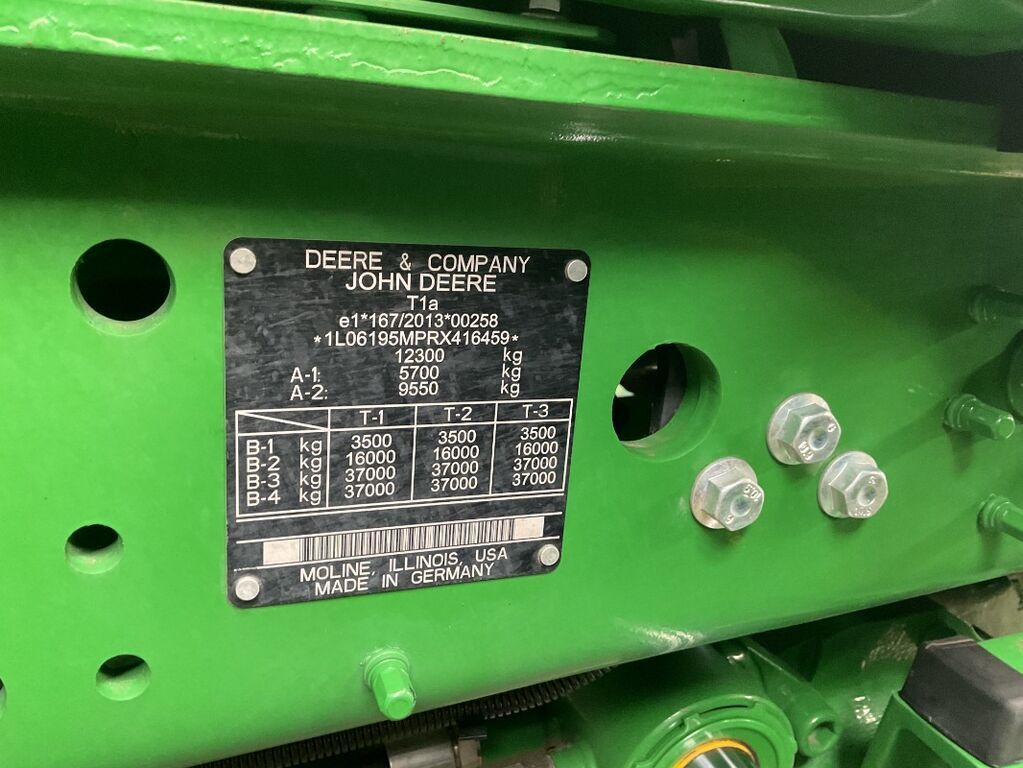 DEERE & COMPANY
JOHN DEERE
T1a
e1*167/2013*00258
*1L06195MPRX416459*
12300 kg
A-1: 5700 kg
A-2: 9550 kg
T-1 T-2 T-3
B-1 kg 3500 3500 3500
B-2 kg 16000 16000 16000
B-3 kg 37000 37000 37000
B-4 kg 37000 37000 37000
MOLINE, ILLINOIS, USA
MADE IN GERMANY